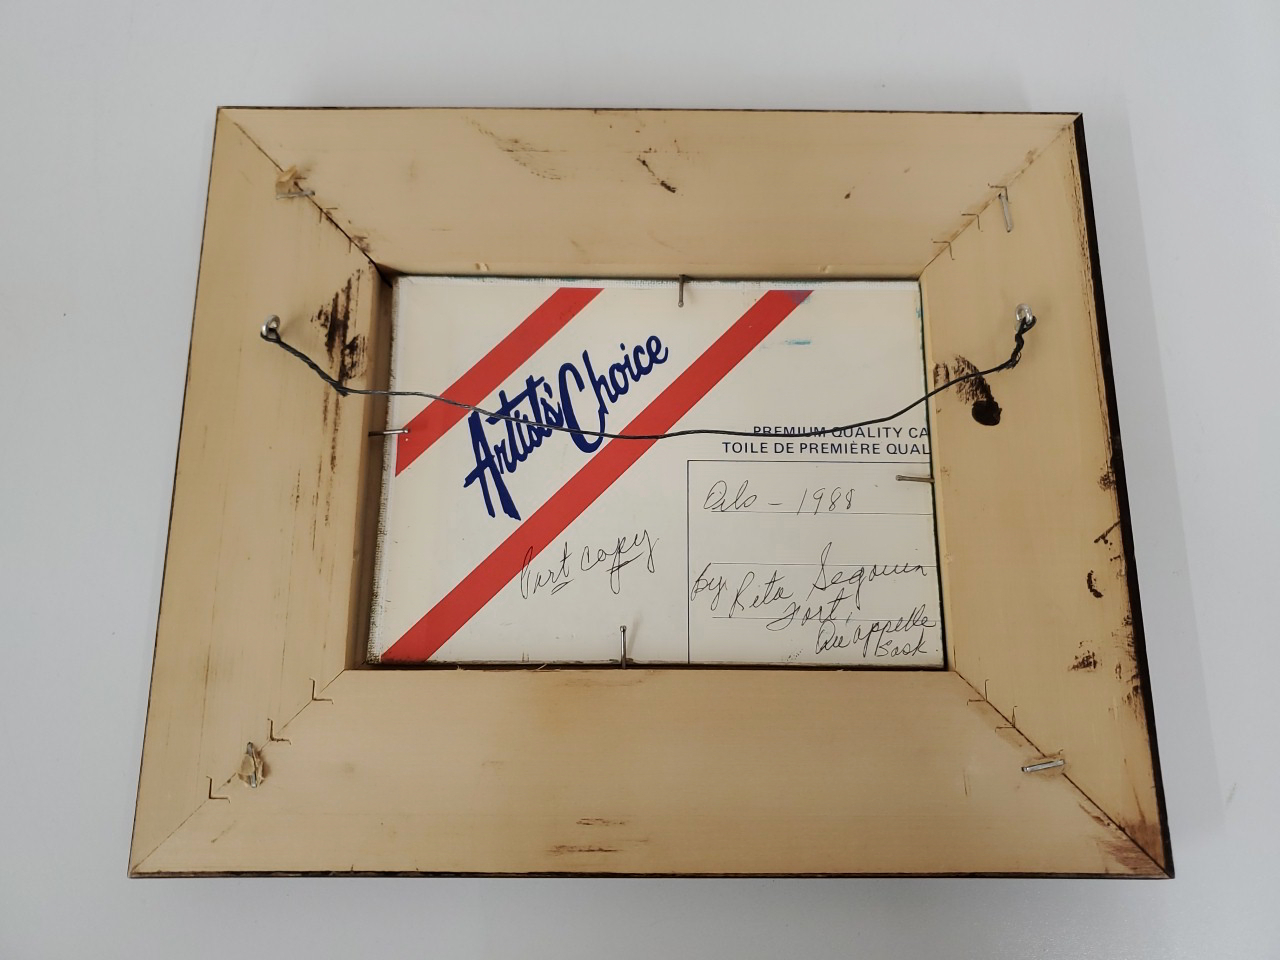 Artists' Choice
PREMIUM QUALITY CA
TOILE DE PREMIÈRE QUAL
Oils - 1988
Part copy
by Rita Seguin
Fort
Qu'appelle
Sask.